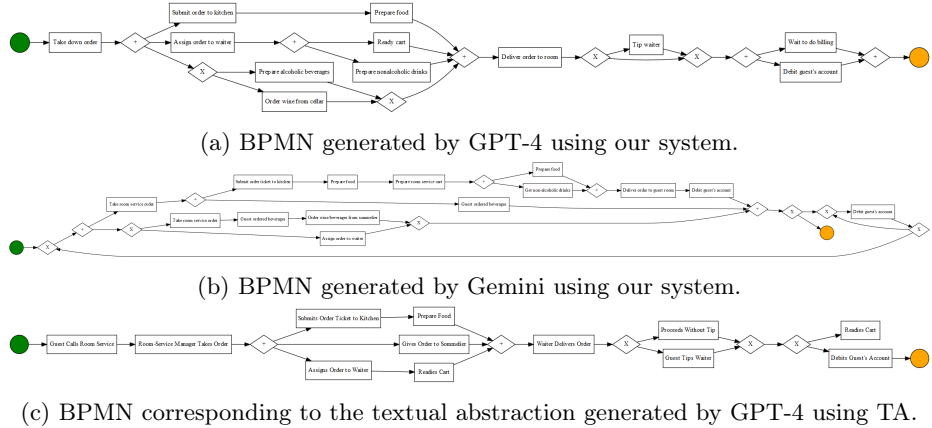 Submit order to kitchen
Prepare food
Take down order
+
Assign order to waiter
+
Ready cart
+
Deliver order to room
X
Tip waiter
X
+
Wait to do billing
Debit guest's account
+
X
Prepare alcoholic beverages
Prepare nonalcoholic drinks
Order wine from cellar
X
(a) BPMN generated by GPT-4 using our system.
Submit order ticket to kitchen
Prepare food
Prepare room service cart
+
Prepare food
Get non-alcoholic drinks
+
Deliver order to guest room
Debit guest's account
Take room service order
+
Guest ordered beverages
+
X
X
Debit guest's account
Take room service order
Guest ordered beverages
Order wine beverages from sommelier
X
+
X
Assign order to waiter
X
X
(b) BPMN generated by Gemini using our system.
Submits Order Ticket to Kitchen
Prepare Food
Guest Calls Room Service
Room-Service Manager Takes Order
+
Gives Order to Sommelier
+
Waiter Delivers Order
X
Proceeds Without Tip
Guest Tips Waiter
X
X
Readies Cart
Debits Guest's Account
Assigns Order to Waiter
Readies Cart
(c) BPMN corresponding to the textual abstraction generated by GPT-4 using TA.